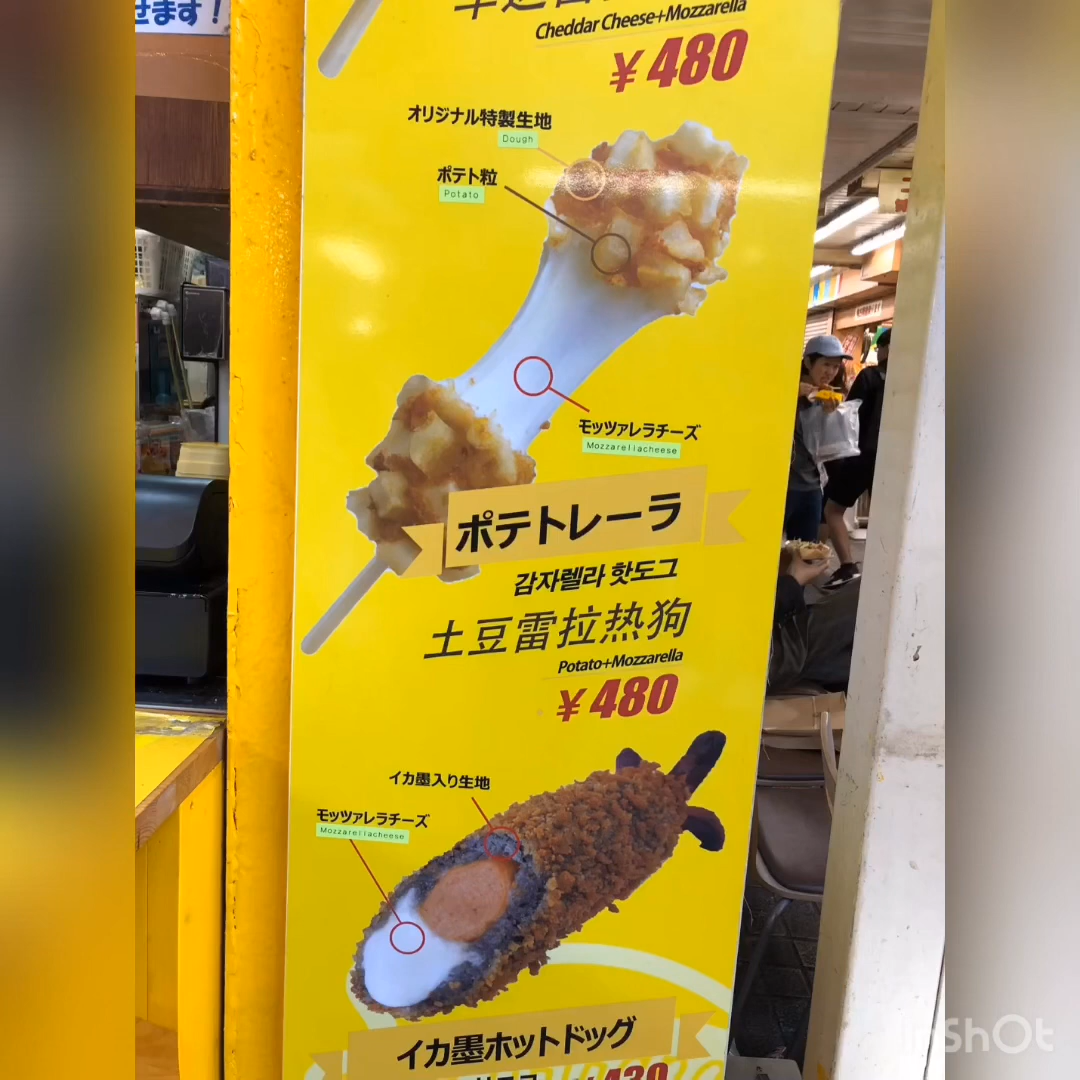 せます!
Cheddar Cheese+Mozzarella
¥480
オリジナル特製生地
Dough
ポテト粒
Potato
モッツァレラチーズ
Mozzarellacheese
ポテトレーラ
감자렐라 핫도그
土豆雷拉热狗
Potato+Mozzarella
¥480
イカ墨入り生地
モッツァレラチーズ
Mozzarellacheese
イカ墨ホットドッグ
¥430
InShOt